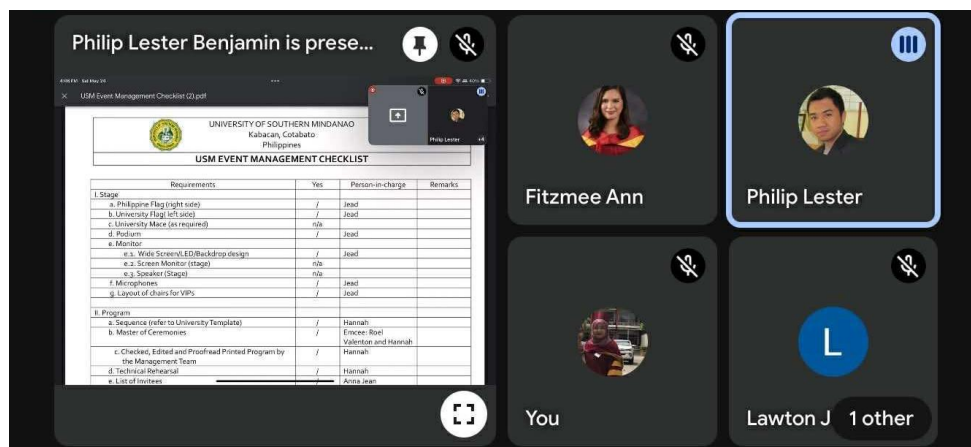 Philip Lester Benjamin is prese...
Sat May 24
USM Event Management Checklist (2).pdf
Philip Lester
+4
UNIVERSITY OF SOUTHERN MINDANAO
Kabacan, Cotabato
Philippines
USM EVENT MANAGEMENT CHECKLIST
Requirements Yes Person-in-charge Remarks
I. Stage
a. Philippine Flag (right side) / Jead
b. University Flag( left side) / Jead
c. University Mace (as required) n/a
d. Podium / Jead
e. Monitor
e.1. Wide Screen/LED/Backdrop design / Jead
e.2. Screen Monitor (stage) n/a
e.3. Speaker (Stage) n/a
f. Microphones / Jead
g. Layout of chairs for VIPs / Jead
II. Program
a. Sequence (refer to University Template) / Hannah
b. Master of Ceremonies / Emcee: Roel
Valenton and Hannah
c. Checked, Edited and Proofread Printed Program by / Hannah
the Management Team
d. Technical Rehearsal / Hannah
e. List of Invitees / Anna Jean
Fitzmee Ann
Philip Lester
You
L
Lawton J
1 other